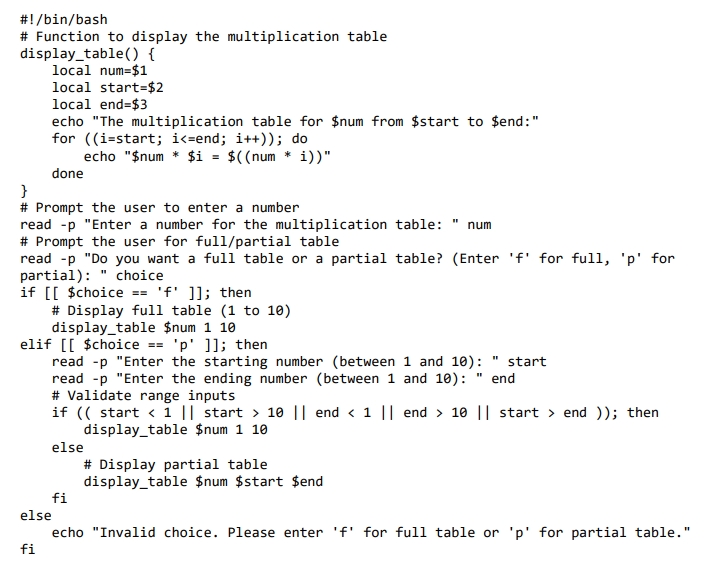 #!/bin/bash
# Function to display the multiplication table
display_table() {
    local num=$1
    local start=$2
    local end=$3
    echo "The multiplication table for $num from $start to $end:"
    for ((i=start; i<=end; i++)); do
        echo "$num * $i = $((num * i))"
    done
}
# Prompt the user to enter a number
read -p "Enter a number for the multiplication table: " num
# Prompt the user for full/partial table
read -p "Do you want a full table or a partial table? (Enter 'f' for full, 'p' for
partial): " choice
if [[ $choice == 'f' ]]; then
    # Display full table (1 to 10)
    display_table $num 1 10
elif [[ $choice == 'p' ]]; then
    read -p "Enter the starting number (between 1 and 10): " start
    read -p "Enter the ending number (between 1 and 10): " end
    # Validate range inputs
    if (( start < 1 || start > 10 || end < 1 || end > 10 || start > end )); then
        display_table $num 1 10
    else
        # Display partial table
        display_table $num $start $end
    fi
else
    echo "Invalid choice. Please enter 'f' for full table or 'p' for partial table."
fi